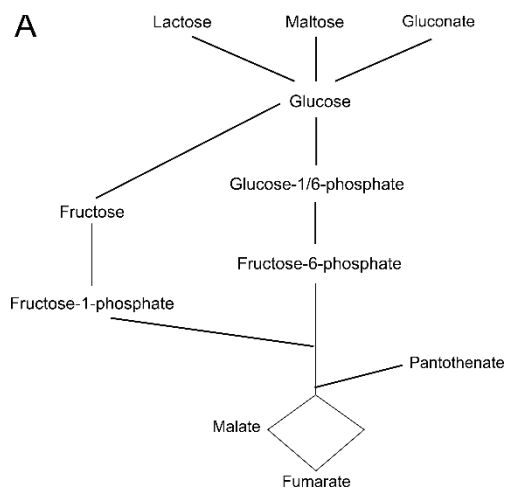 A
Lactose
Maltose
Gluconate
Glucose
Glucose-1/6-phosphate
Fructose
Fructose-6-phosphate
Fructose-1-phosphate
Pantothenate
Malate
Fumarate